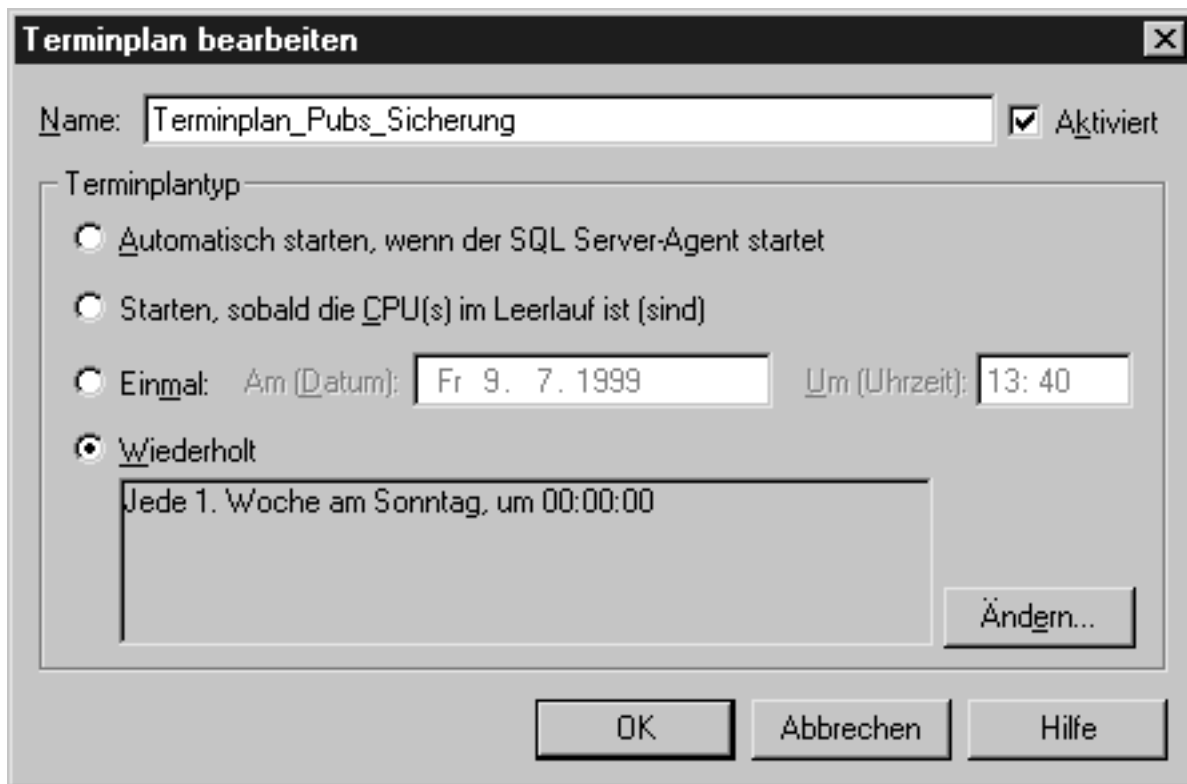 Terminplan bearbeiten
Name: Terminplan_Pubs_Sicherung Aktiviert
Terminplantyp
Automatisch starten, wenn der SQL Server-Agent startet
Starten, sobald die CPU(s) im Leerlauf ist (sind)
Einmal: Am (Datum): Fr 9. 7. 1999 Um (Uhrzeit): 13: 40
Wiederholt
Jede 1. Woche am Sonntag, um 00:00:00
Ändern...
OK Abbrechen Hilfe